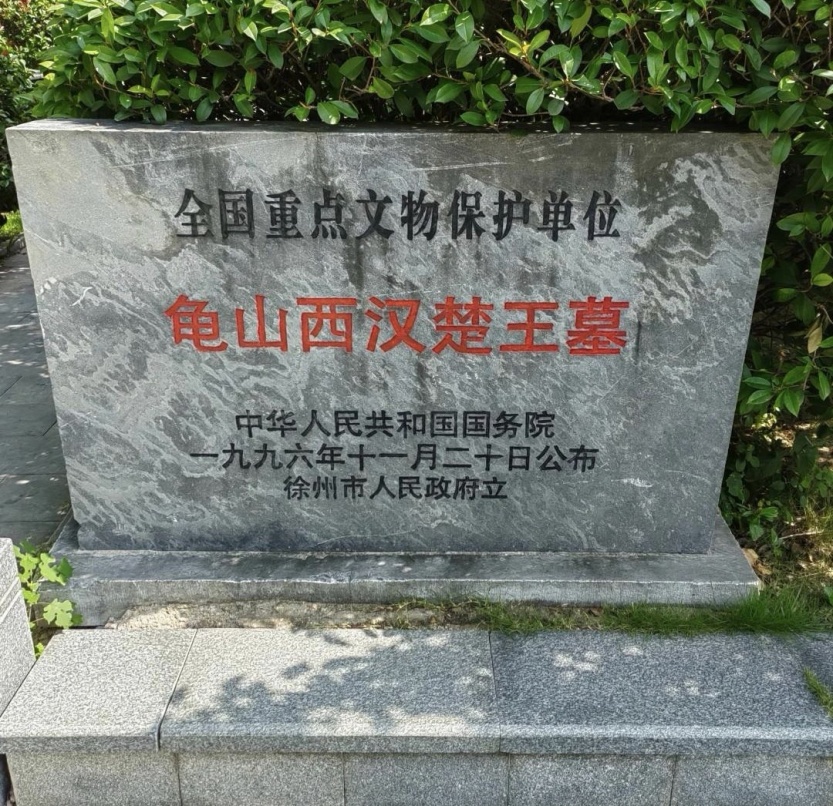 全国重点文物保护单位
龟山西汉楚王墓
中华人民共和国国务院
一九九六年十一月二十日公布
徐州市人民政府立